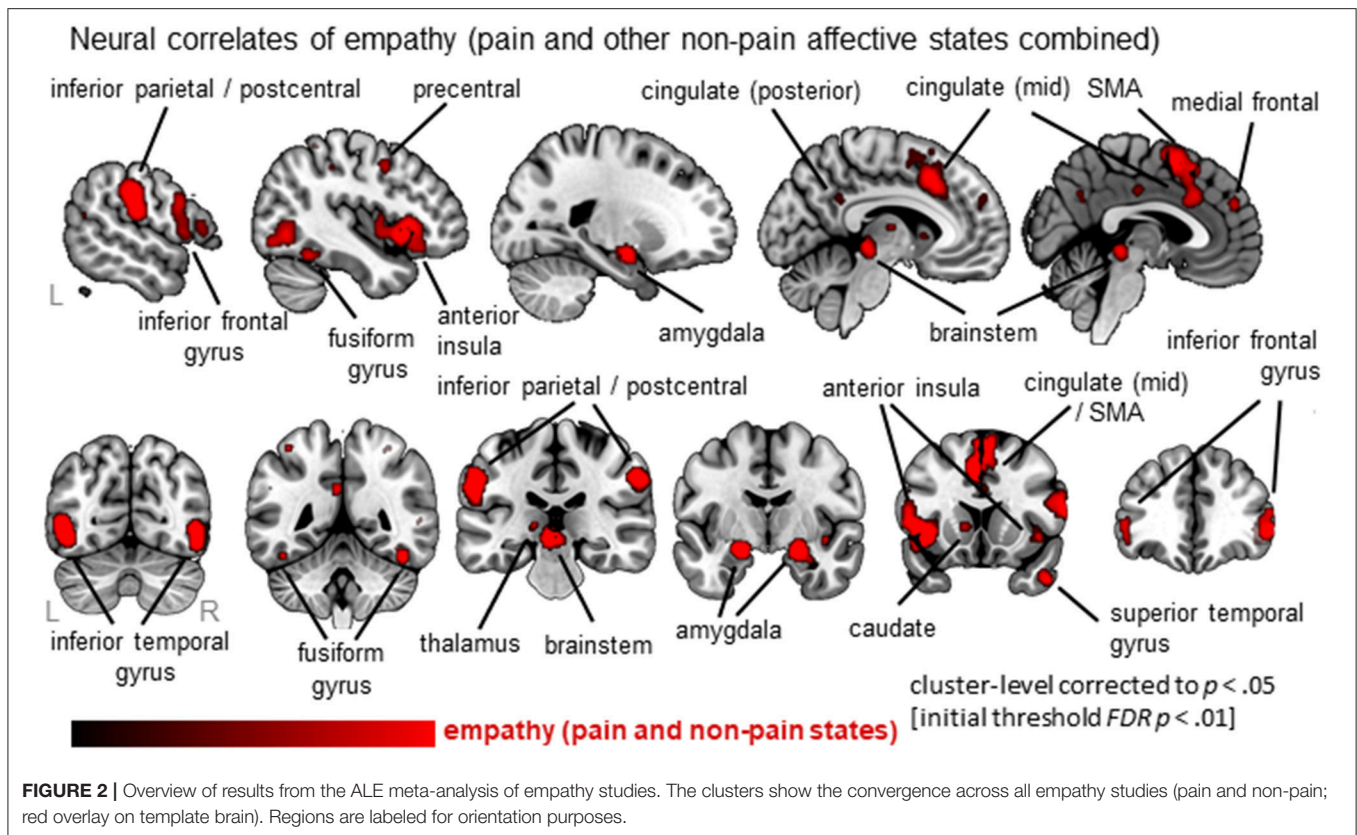 Neural correlates of empathy (pain and other non-pain affective states combined)
inferior parietal / postcentral
precentral
cingulate (posterior)
cingulate (mid)
SMA
medial frontal
L
inferior frontal
gyrus
fusiform
gyrus
anterior
insula
amygdala
brainstem
inferior frontal
gyrus
inferior parietal / postcentral
anterior insula
cingulate (mid)
/ SMA
L
R
inferior temporal
gyrus
fusiform
gyrus
thalamus
brainstem
amygdala
caudate
superior temporal
gyrus
cluster-level corrected to p < .05
[initial threshold FDR p < .01]
empathy (pain and non-pain states)
FIGURE 2 | Overview of results from the ALE meta-analysis of empathy studies. The clusters show the convergence across all empathy studies (pain and non-pain;
red overlay on template brain). Regions are labeled for orientation purposes.